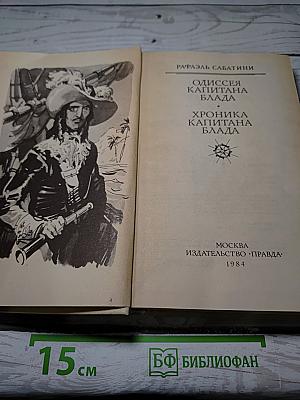 РАФАЭЛЬ САБАТИНИ
ОДИССЕЯ
КАПИТАНА
БЛАДА
•
ХРОНИКА
КАПИТАНА
БЛАДА
МОСКВА
ИЗДАТЕЛЬСТВО «ПРАВДА»
1984
15 см
БФ БИБЛИОФАН